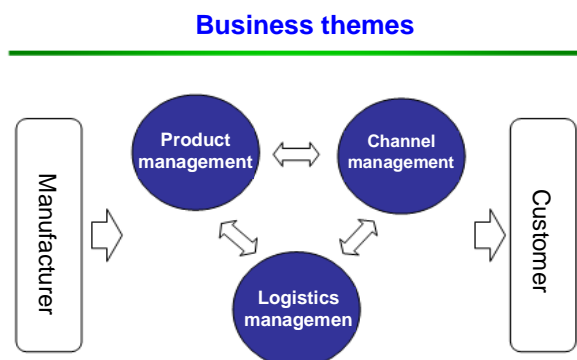 Business themes
Manufacturer
Product
management
Channel
management
Logistics
managemen
Customer